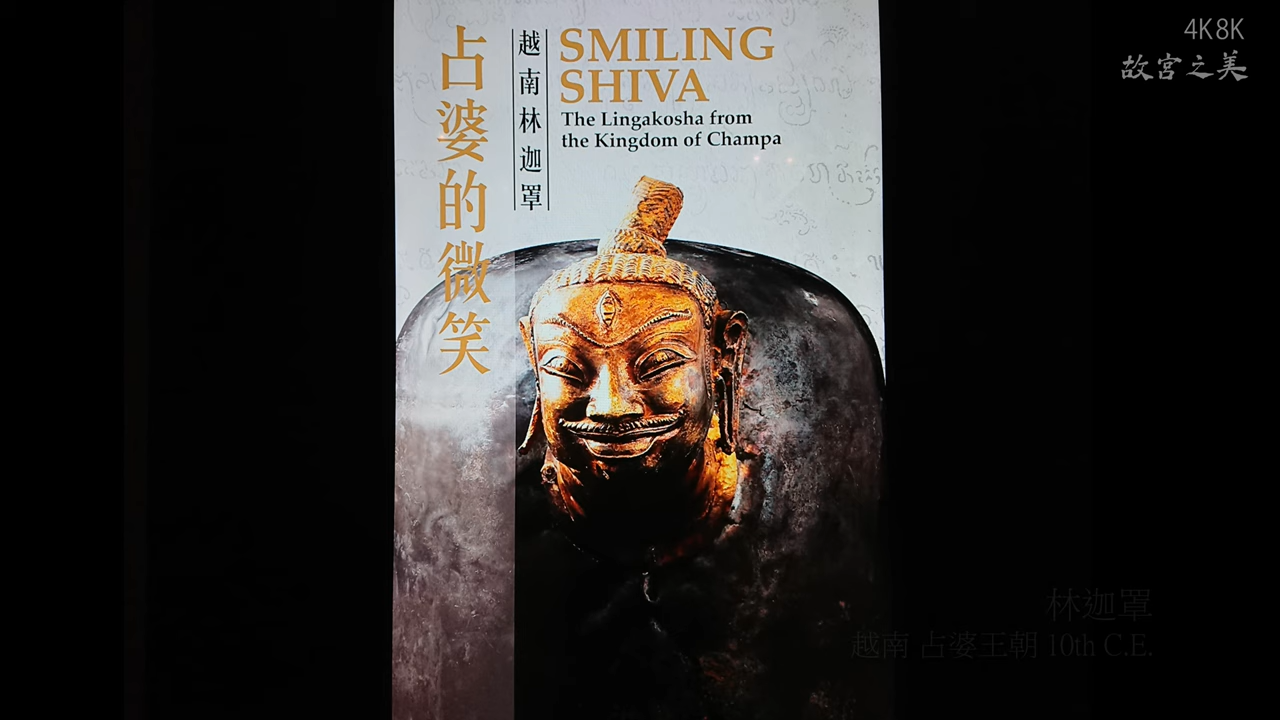 占婆的微笑
越南林迦罩
SMILING
SHIVA
The Lingakosha from
the Kingdom of Champa
4K8K
故宮之美
林迦罩
越南 占婆王朝 10th C.E.